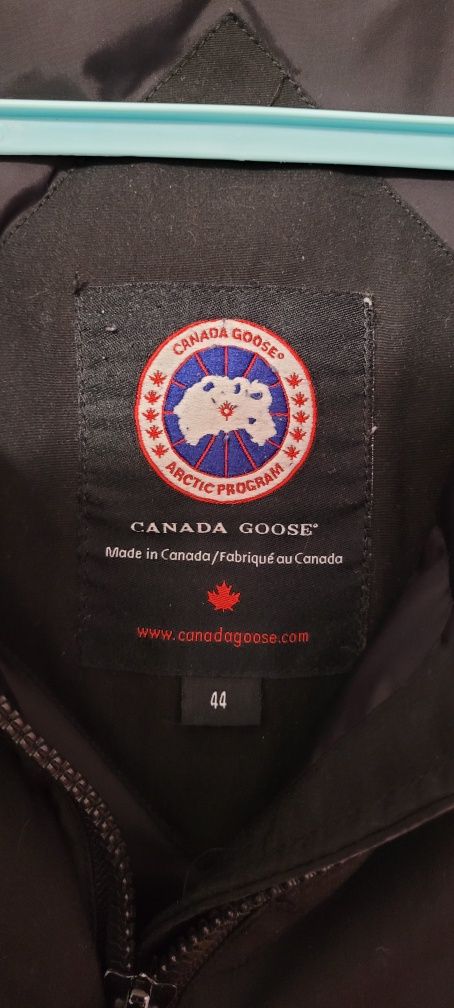 CANADA GOOSE®
ARCTIC PROGRAM
CANADA GOOSE®
Made in Canada/Fabriqué au Canada
www.canadagoose.com
44